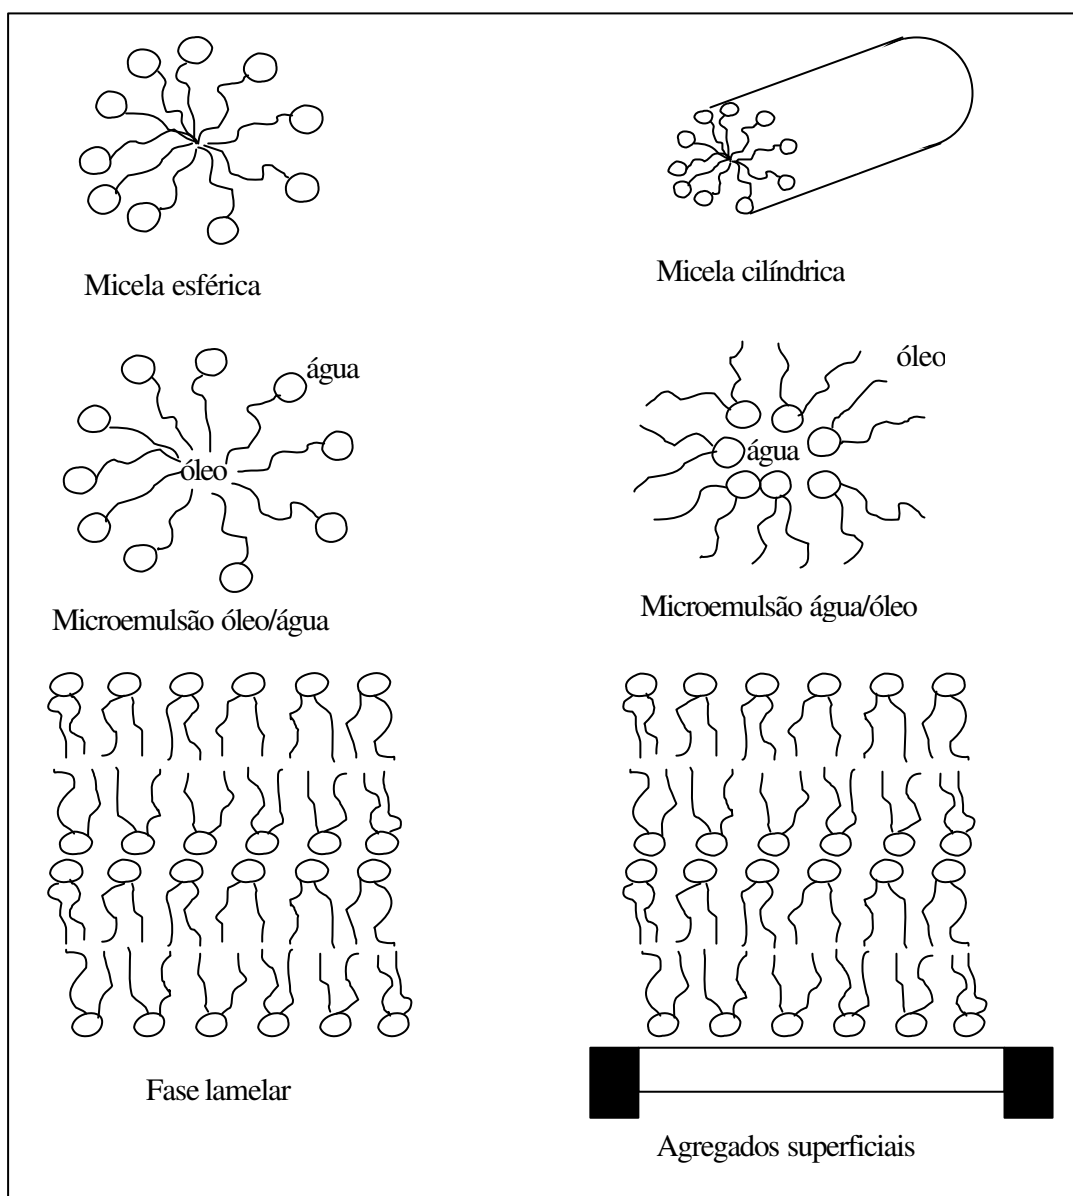 Micela esférica
Micela cilíndrica
água
óleo
Microemulsão óleo/água
óleo
água
Microemulsão água/óleo
Fase lamelar
Agregados superficiais